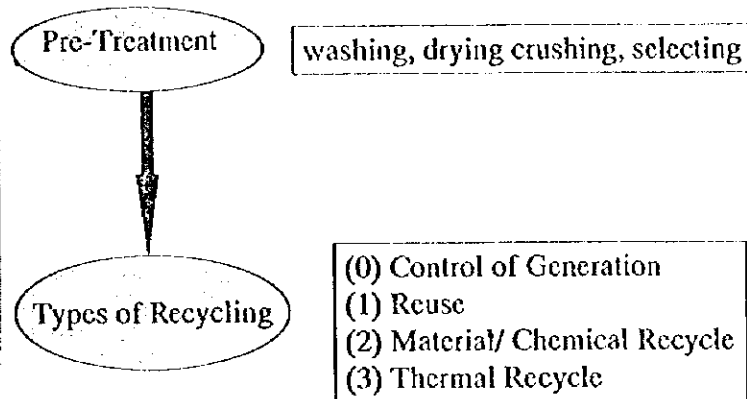 Pre-Treatment
washing, drying crushing, selecting
Types of Recycling
(0) Control of Generation
(1) Reuse
(2) Material/ Chemical Recycle
(3) Thermal Recycle